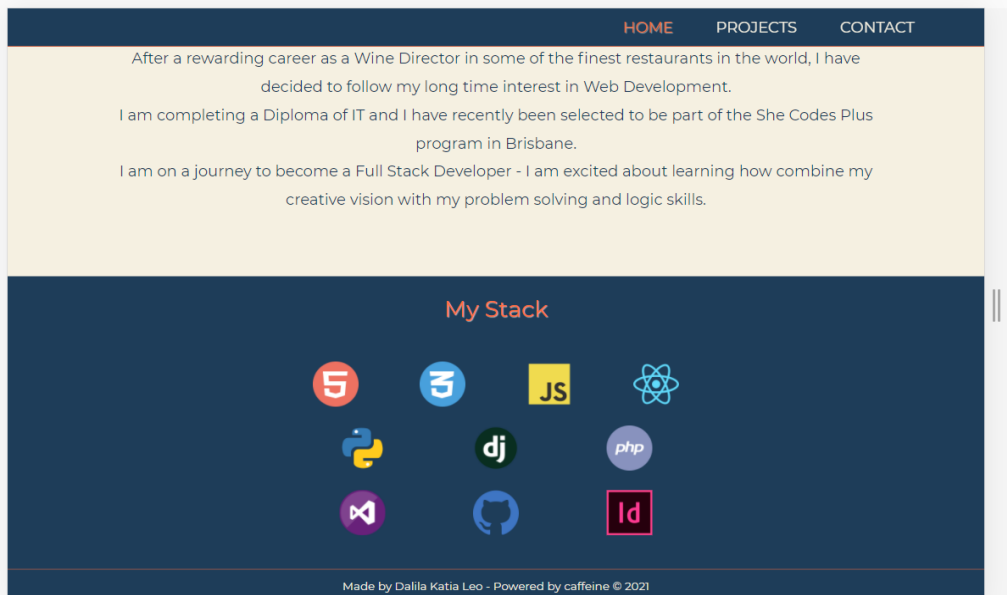 HOME PROJECTS CONTACT
After a rewarding career as a Wine Director in some of the finest restaurants in the world, I have
decided to follow my long time interest in Web Development.
I am completing a Diploma of IT and I have recently been selected to be part of the She Codes Plus
program in Brisbane.
I am on a journey to become a Full Stack Developer - I am excited about learning how combine my
creative vision with my problem solving and logic skills.
My Stack
5 3 JS
dj php
Id
Made by Dalila Katia Leo - Powered by caffeine © 2021